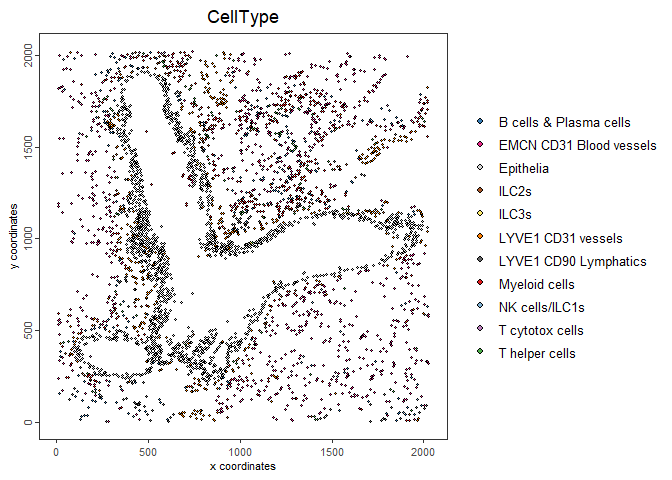 CellType
2000
1500
1000
500
0
y coordinates
0
500
1000
1500
2000
x coordinates
B cells & Plasma cells
EMCN CD31 Blood vessels
Epithelia
ILC2s
ILC3s
LYVE1 CD31 vessels
LYVE1 CD90 Lymphatics
Myeloid cells
NK cells/ILC1s
T cytotox cells
T helper cells